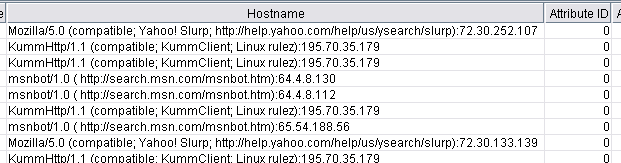 e Hostname Attribute ID A
Mozilla/5.0 (compatible; Yahoo! Slurp; http://help.yahoo.com/help/us/ysearch/slurp):72.30.252.107 0
KummHttp/1.1 (compatible; KummClient; Linux rulez):195.70.35.179 0
KummHttp/1.1 (compatible; KummClient; Linux rulez):195.70.35.179 0
msnbot/1.0 ( http://search.msn.com/msnbot.htm):64.4.8.130 0
msnbot/1.0 ( http://search.msn.com/msnbot.htm):64.4.8.112 0
KummHttp/1.1 (compatible; KummClient; Linux rulez):195.70.35.179 0
msnbot/1.0 ( http://search.msn.com/msnbot.htm):65.54.188.56 0
Mozilla/5.0 (compatible; Yahoo! Slurp; http://help.yahoo.com/help/us/ysearch/slurp):72.30.133.139 0
KummHttp/1.1 (compatible; KummClient; Linux rulez):195.70.35.179 0